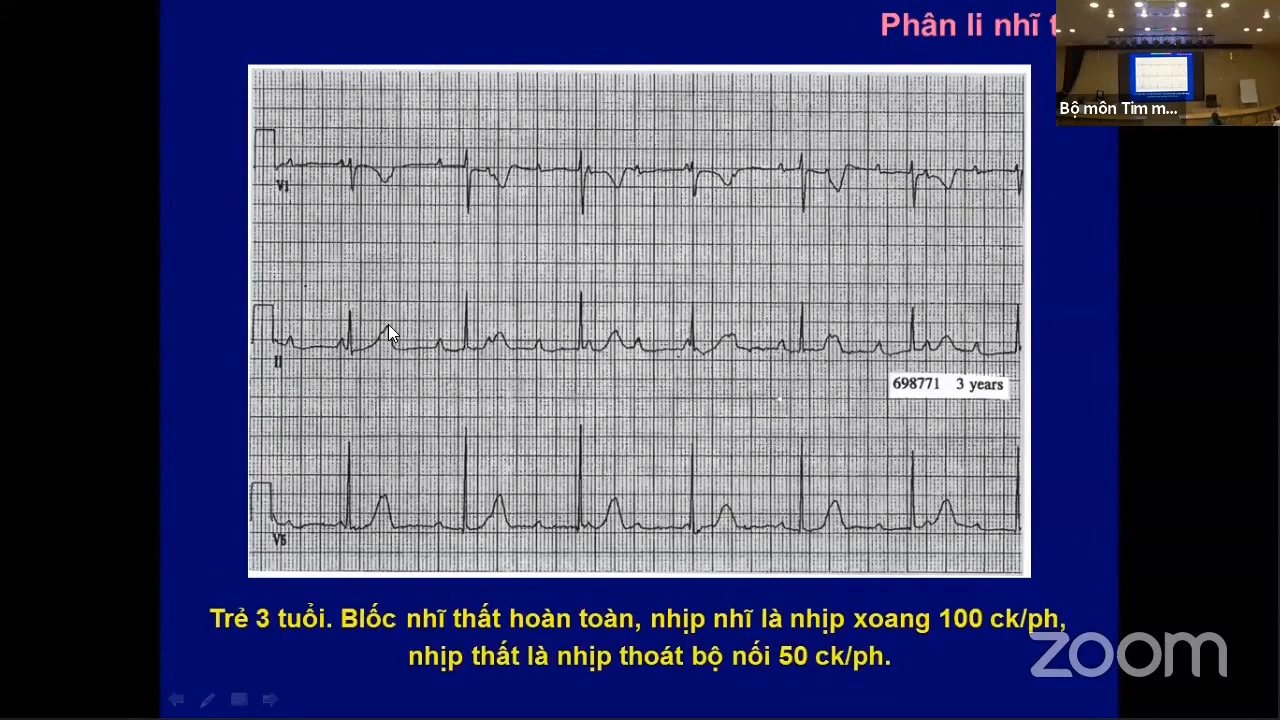 Phân li nhĩ
Bộ môn Tim m...
V1
II
698771 3 years
V5
Trẻ 3 tuổi. Blốc nhĩ thất hoàn toàn, nhịp nhĩ là nhịp xoang 100 ck/ph,
nhịp thất là nhịp thoát bộ nối 50 ck/ph.
zoom